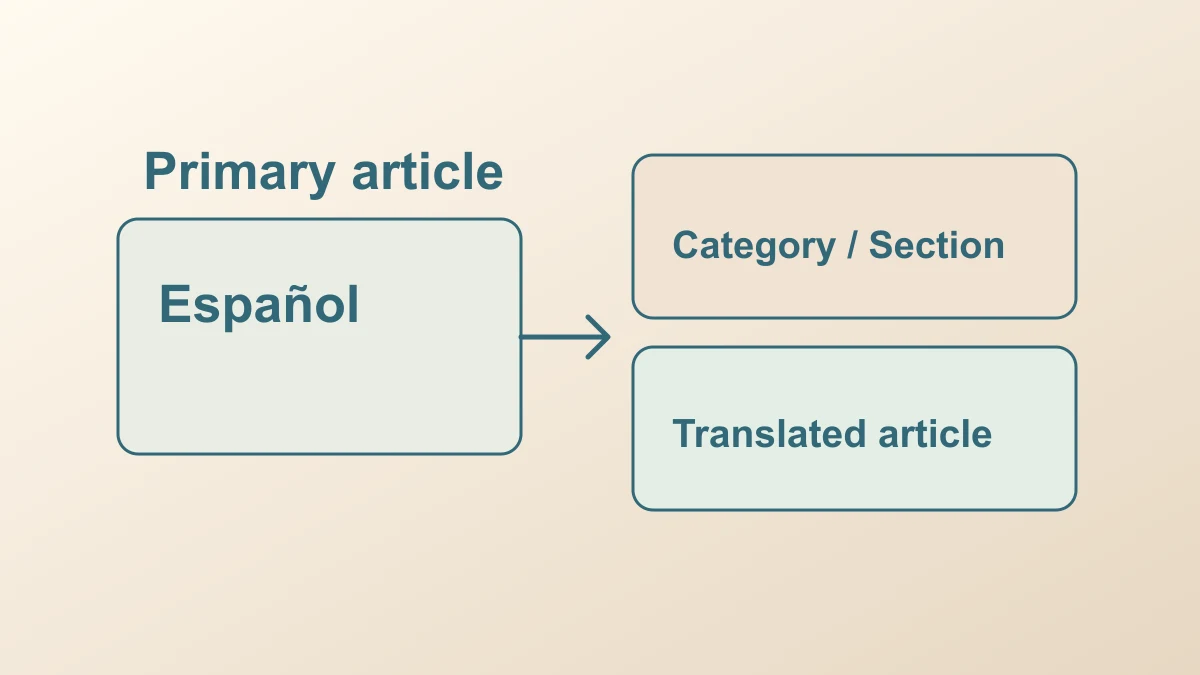 Primary article
Español
Category / Section
Translated article